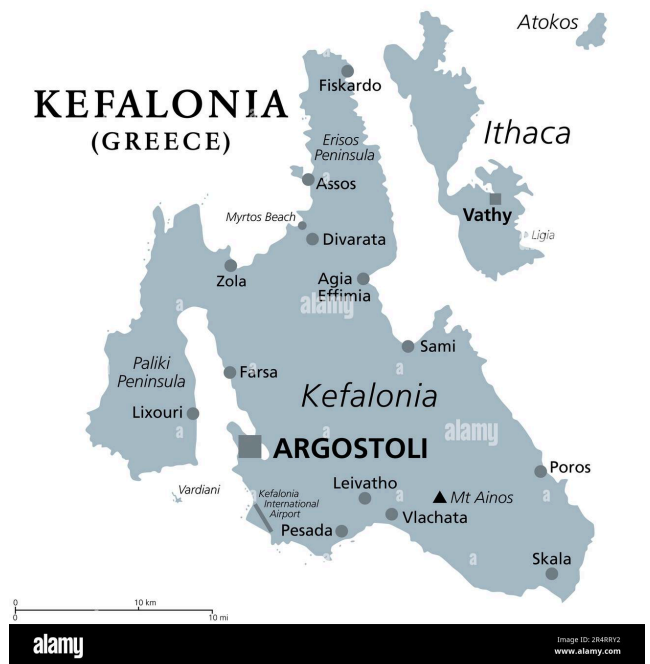 Atokos
KEFALONIA
(GREECE)
Fiskardo
Ithaca
Erisos
Peninsula
Assos
Vathy
Myrtos Beach
Divarata
Ligia
Zola
Agia
Effimia
alamy
Sami
Paliki
Peninsula
Farsa
Kefalonia
Lixouri
alamy
ARGOSTOLI
Poros
Leivatho
Vardiani
Kefalonia
International
Airport
Mt Ainos
Vlachata
Pesada
Skala
0 10 km
0 10 mi
a
a
a
a
a
a
a
a
a
a
a
a
alamy
Image ID: 2R4RRY2
www.alamy.com